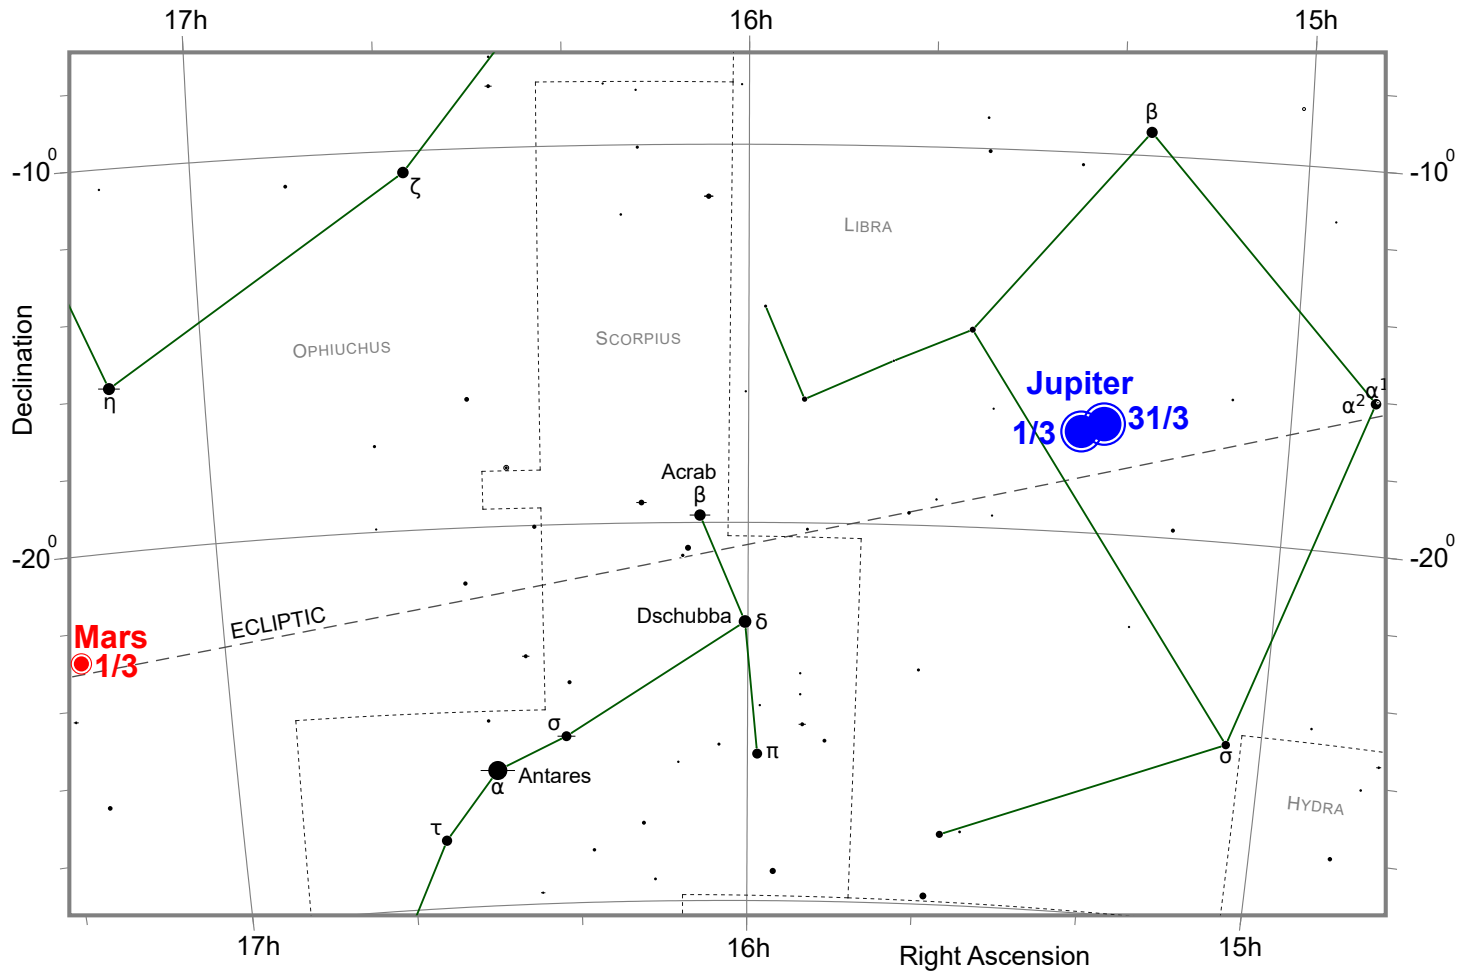 17h 16h 15h
β
-10⁰ ζ -10⁰
LIBRA
Declination
OPHIUCHUS SCORPIUS
Jupiter
η α² α¹
1/3 31/3
Acrab
β
-20⁰ -20⁰
ECLIPTIC Dschubba δ
Mars
1/3
σ π σ
Antares
α
HYDRA
τ
17h 16h 15h
Right Ascension